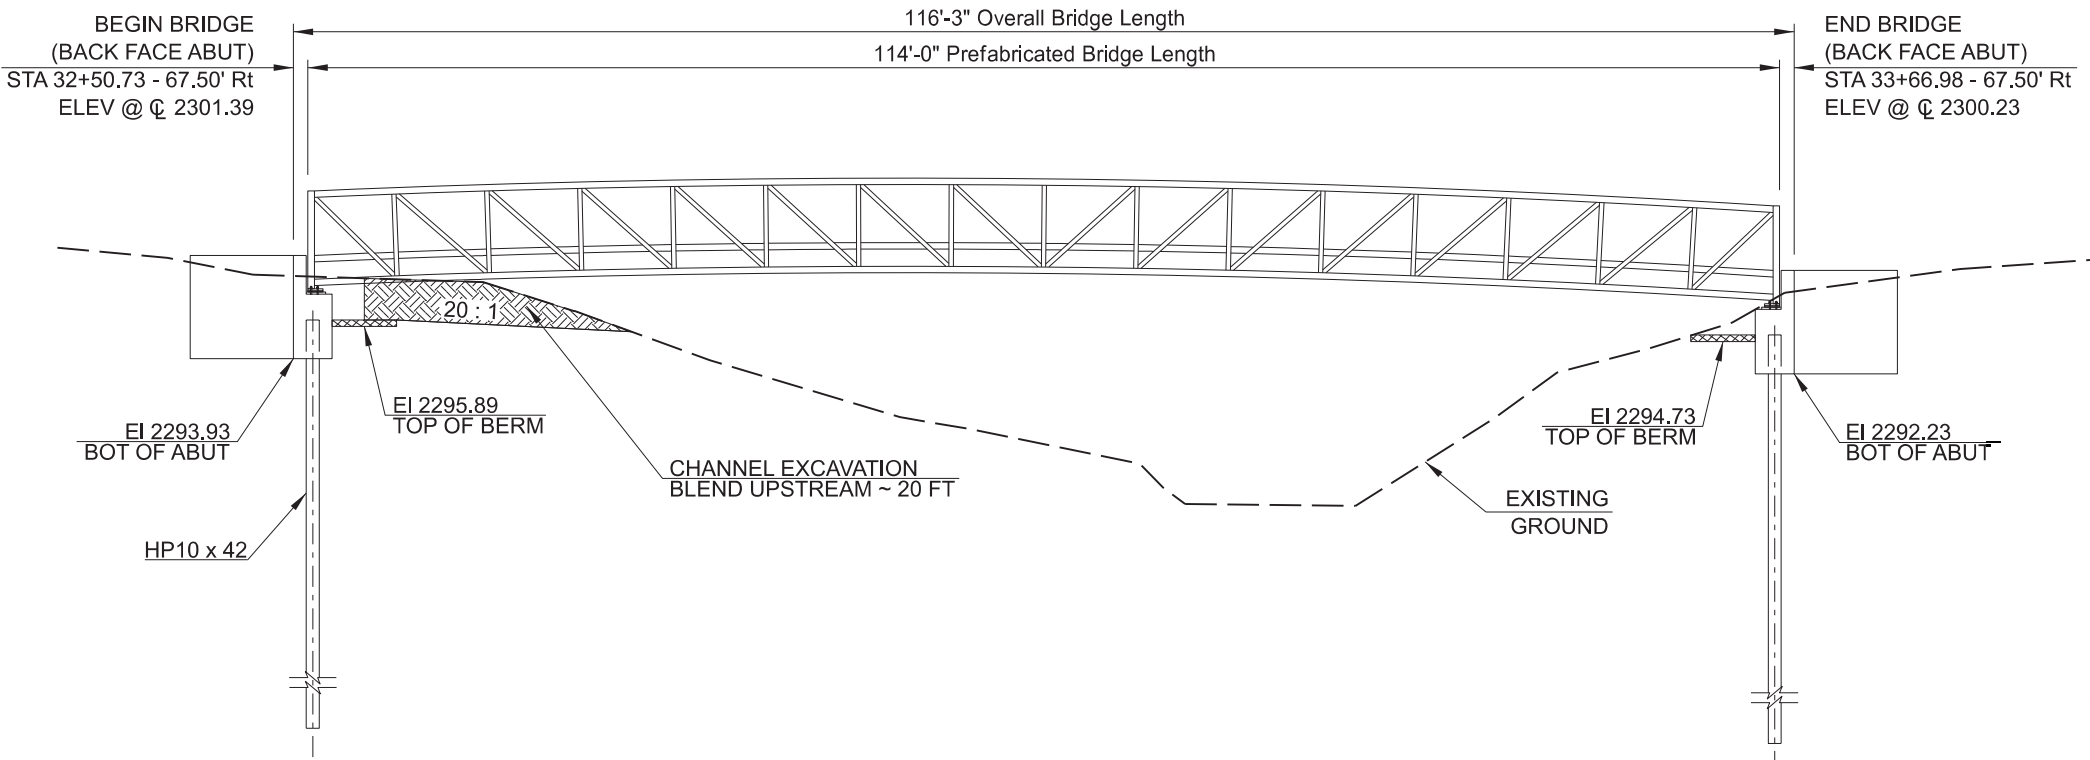 BEGIN BRIDGE
(BACK FACE ABUT)
STA 32+50.73 - 67.50' Rt
ELEV @ ℄ 2301.39
116'-3" Overall Bridge Length
114'-0" Prefabricated Bridge Length
END BRIDGE
(BACK FACE ABUT)
STA 33+66.98 - 67.50' Rt
ELEV @ ℄ 2300.23
20 : 1
El 2293.93
BOT OF ABUT
El 2295.89
TOP OF BERM
CHANNEL EXCAVATION
BLEND UPSTREAM ~ 20 FT
HP10 x 42
El 2294.73
TOP OF BERM
El 2292.23
BOT OF ABUT
EXISTING
GROUND